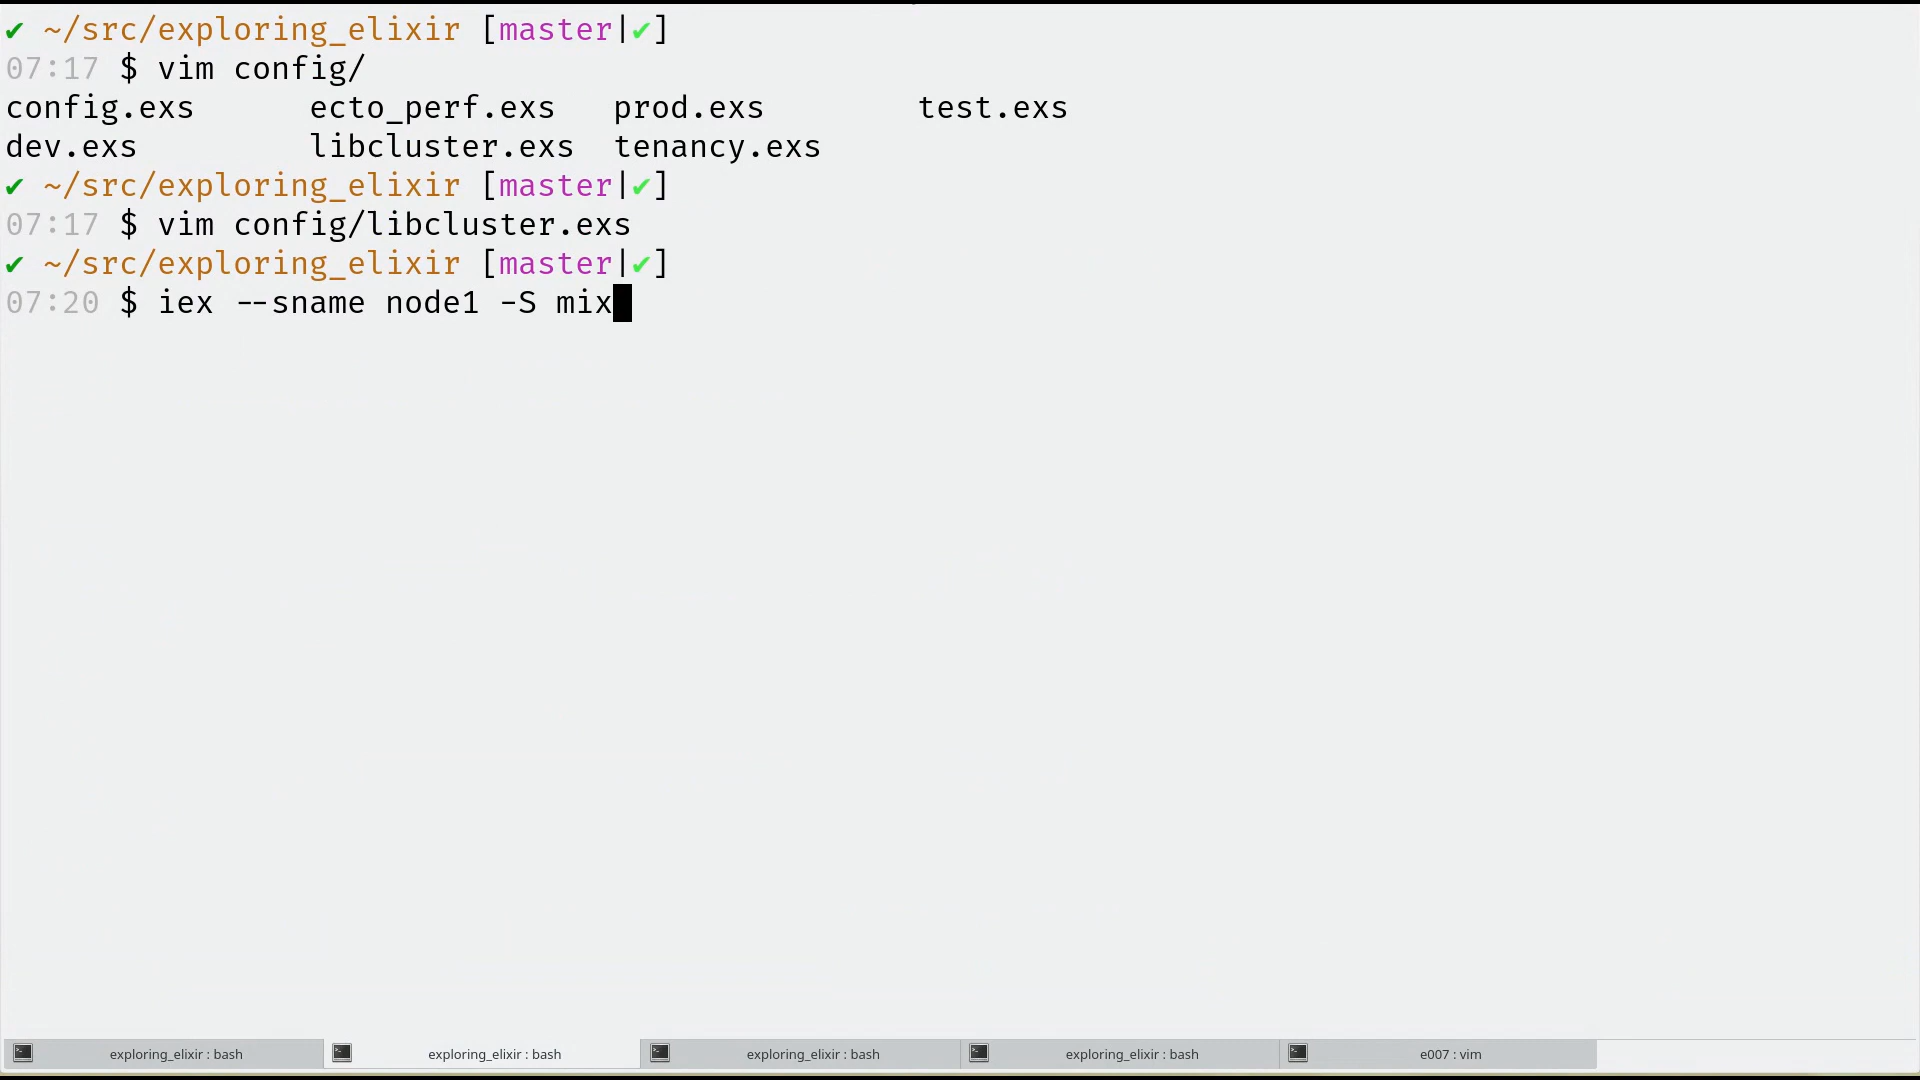 ✔ ~/src/exploring_elixir [master|✔]
07:17 $ vim config/
config.exs ecto_perf.exs prod.exs test.exs
dev.exs libcluster.exs tenancy.exs
✔ ~/src/exploring_elixir [master|✔]
07:17 $ vim config/libcluster.exs
✔ ~/src/exploring_elixir [master|✔]
07:20 $ iex --sname node1 -S mix
exploring_elixir : bash exploring_elixir : bash exploring_elixir : bash exploring_elixir : bash e007 : vim